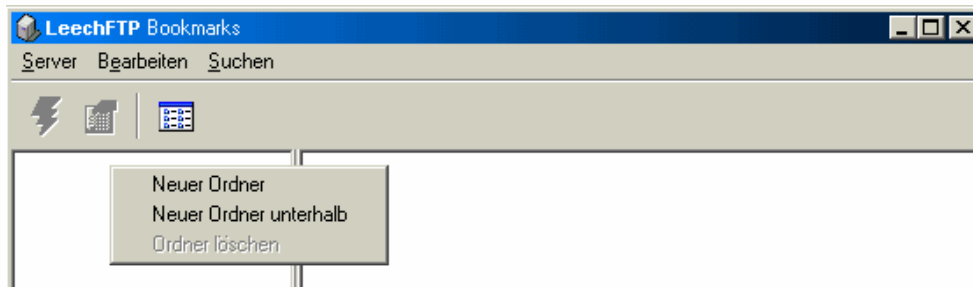 LeechFTP Bookmarks
Server Bearbeiten Suchen
Neuer Ordner
Neuer Ordner unterhalb
Ordner löschen